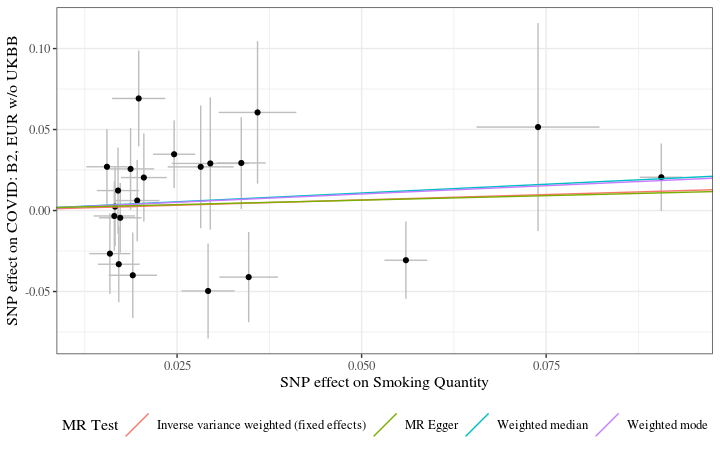 SNP effect on COVID: B2, EUR w/o UKBB
0.10
0.05
0.00
-0.05
0.025
0.050
0.075
SNP effect on Smoking Quantity
MR Test
Inverse variance weighted (fixed effects)
MR Egger
Weighted median
Weighted mode